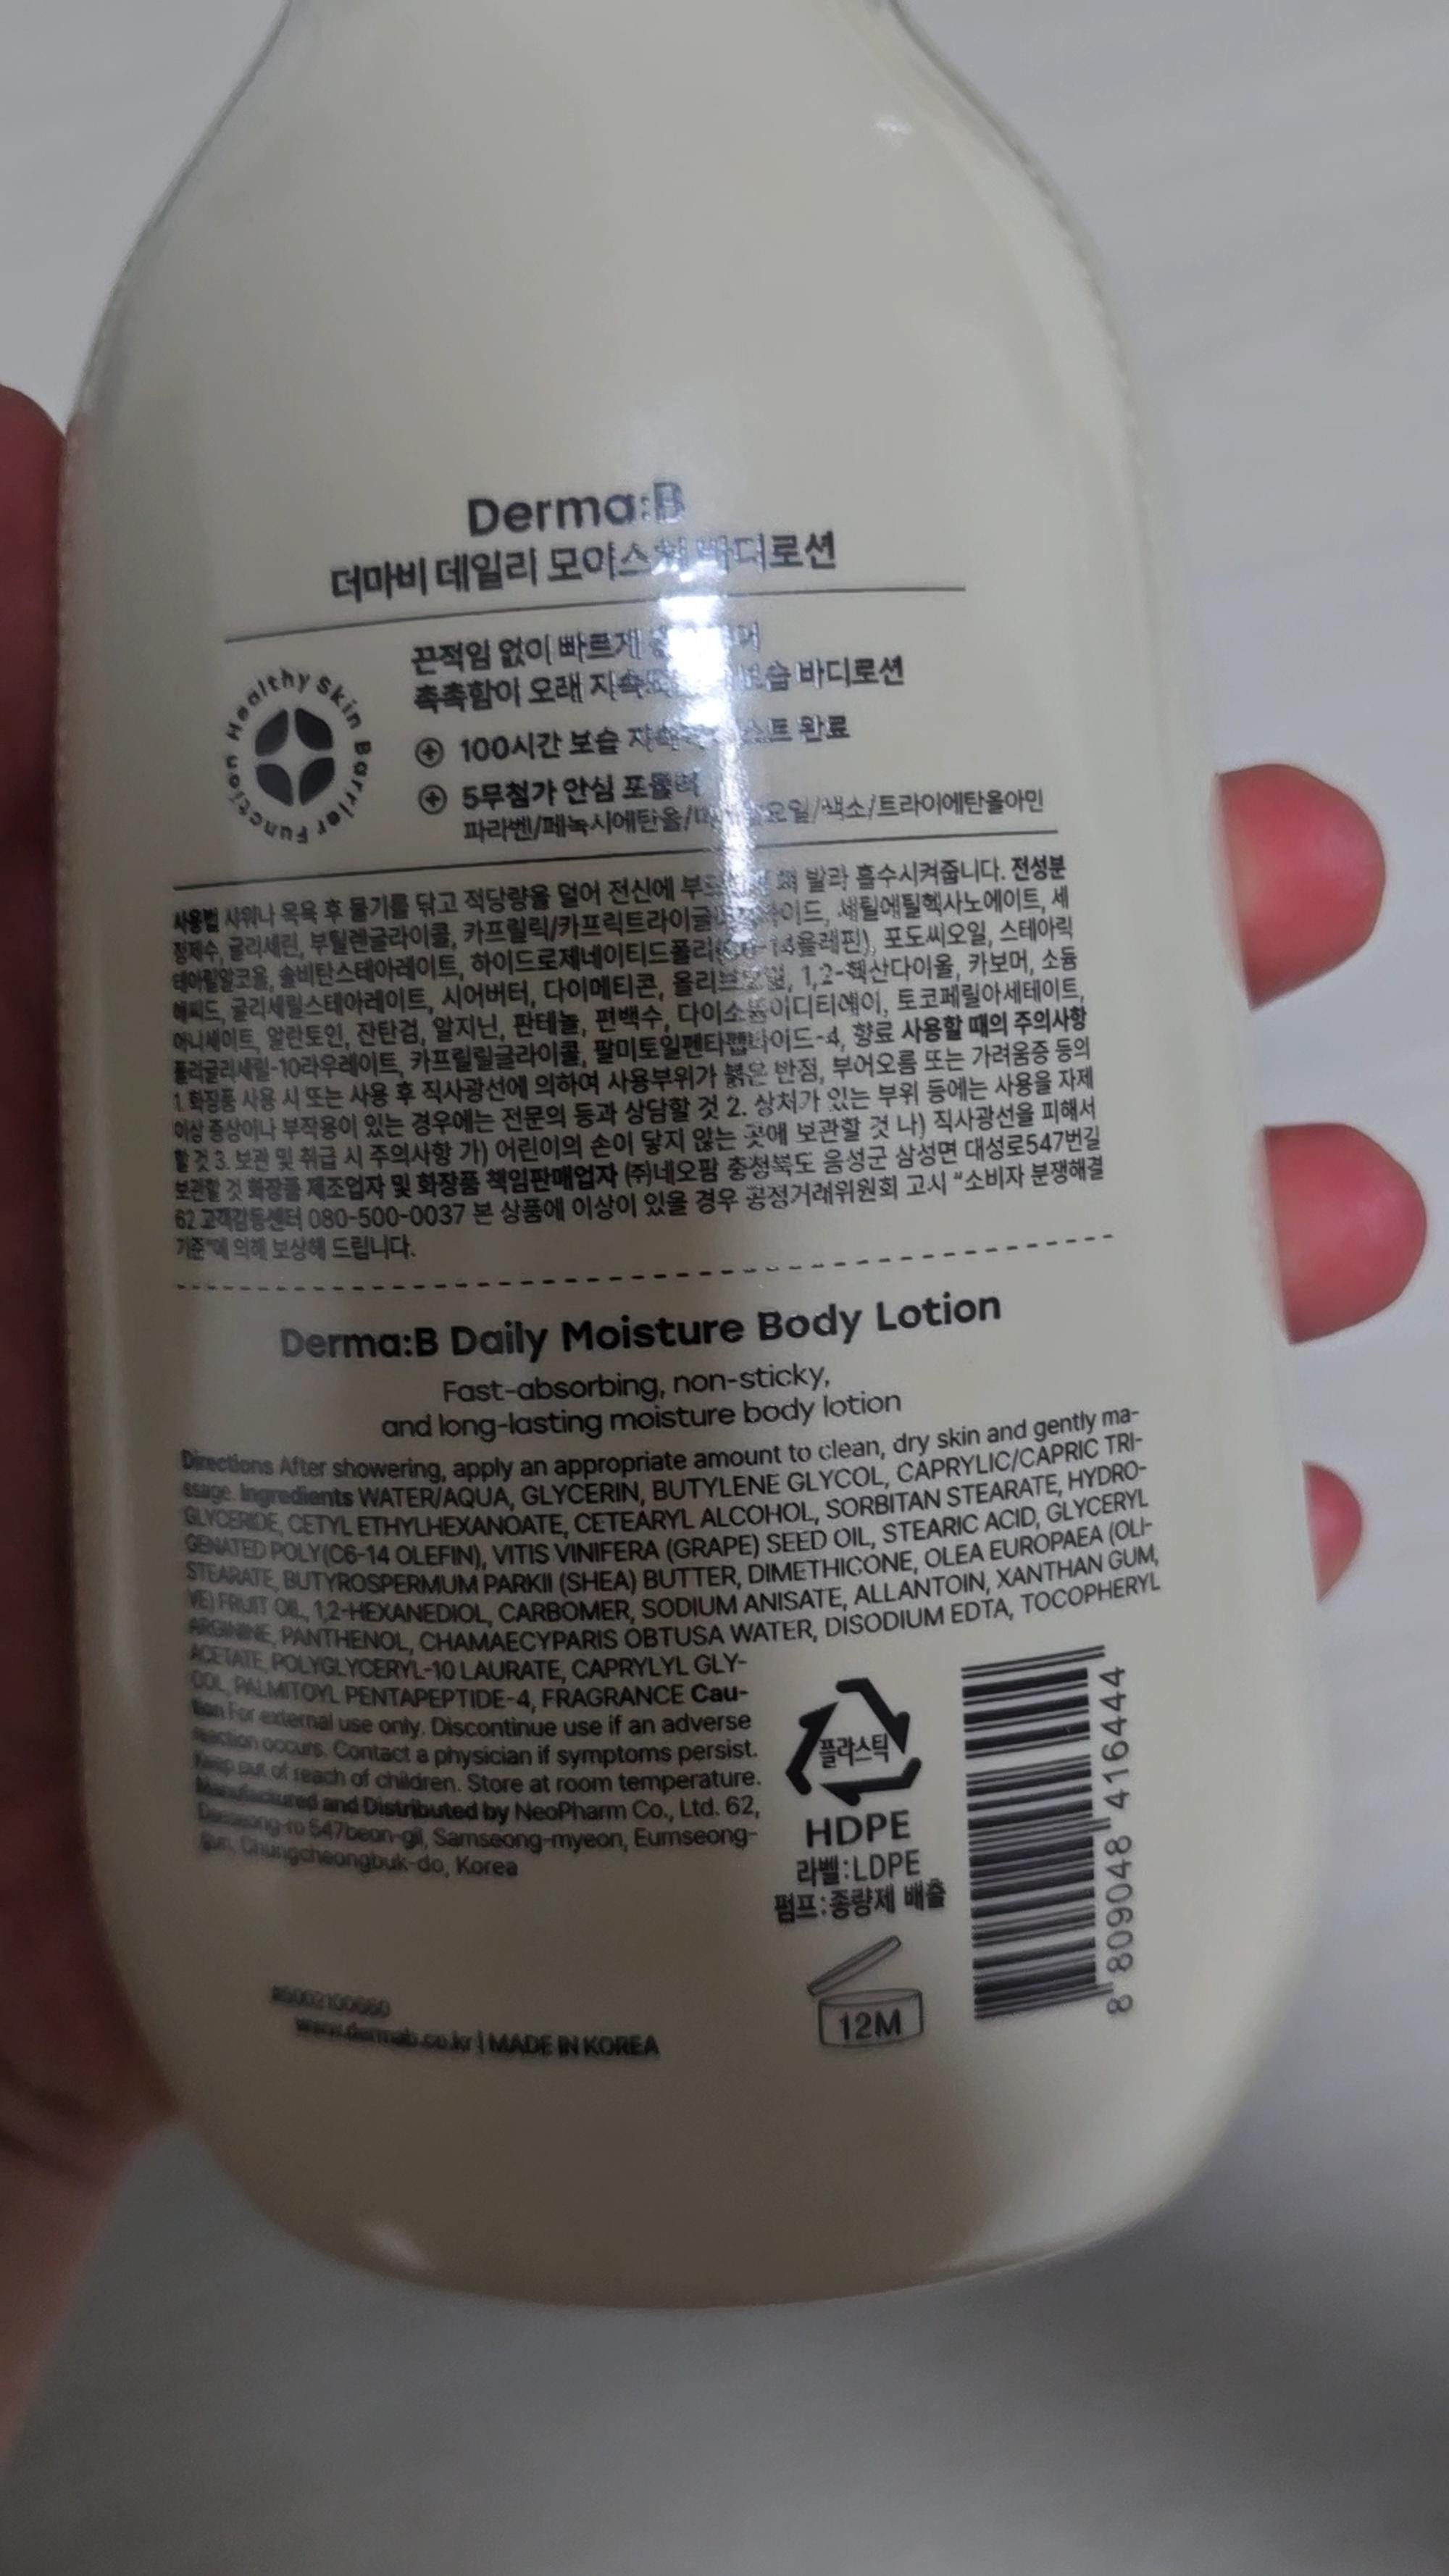 Derma:B
더마비 데일리 모이스처 바디로션
끈적임 없이 빠르게
촉촉함이 오래 보습 바디로션
100시간 보습 완료
5무첨가 안심 포뮬러
파라벤/페녹시에탄올/미네랄오일/색소/트라이에탄올아민
Healthy Skin Barrier Function
사용법 샤워나 목욕 후 물기를 닦고 적당량을 덜어 전신에 발라 흡수시켜줍니다. 전성분
정제수, 글리세린, 부틸렌글라이콜, 카프릴릭/카프릭트라이글리세라이드, 세틸에틸헥사노에이트, 세
테아릴알코올, 솔비탄스테아레이트, 하이드로제네이티드폴리(C6-14올레핀), 포도씨오일, 스테아릭
애씨드, 글리세릴스테아레이트, 시어버터, 다이메티콘, 올리브오일, 1,2-헥산다이올, 카보머, 소듐
아니세이트, 알란토인, 잔탄검, 알지닌, 판테놀, 편백수, 다이소듐이디티에이, 토코페릴아세테이트,
폴리글리세릴-10라우레이트, 카프릴릴글라이콜, 팔미토일펜타펩타이드-4, 향료 사용할 때의 주의사항
1. 화장품 사용 시 또는 사용 후 직사광선에 의하여 사용부위가 붉은 반점, 부어오름 또는 가려움증 등의
이상 증상이나 부작용이 있는 경우에는 전문의 등과 상담할 것 2. 상처가 있는 부위 등에는 사용을 자제
할 것 3. 보관 및 취급 시 주의사항 가) 어린이의 손이 닿지 않는 곳에 보관할 것 나) 직사광선을 피해서
보관할 것 화장품 제조업자 및 화장품 책임판매업자 ㈜네오팜 충청북도 음성군 삼성면 대성로547번길
62 고객감동센터 080-500-0037 본 상품에 이상이 있을 경우 공정거래위원회 고시 "소비자 분쟁해결
기준"에 의해 보상해 드립니다.
Derma:B Daily Moisture Body Lotion
Fast-absorbing, non-sticky,
and long-lasting moisture body lotion
Directions After showering, apply an appropriate amount to clean, dry skin and gently ma-
ssage. Ingredients WATER/AQUA, GLYCERIN, BUTYLENE GLYCOL, CAPRYLIC/CAPRIC TRI-
GLYCERIDE, CETYL ETHYLHEXANOATE, CETEARYL ALCOHOL, SORBITAN STEARATE, HYDRO-
GENATED POLY(C6-14 OLEFIN), VITIS VINIFERA (GRAPE) SEED OIL, STEARIC ACID, GLYCERYL
STEARATE, BUTYROSPERMUM PARKII (SHEA) BUTTER, DIMETHICONE, OLEA EUROPAEA (OLI-
VE) FRUIT OIL, 1,2-HEXANEDIOL, CARBOMER, SODIUM ANISATE, ALLANTOIN, XANTHAN GUM,
ARGININE, PANTHENOL, CHAMAECYPARIS OBTUSA WATER, DISODIUM EDTA, TOCOPHERYL
ACETATE, POLYGLYCERYL-10 LAURATE, CAPRYLYL GLY-
COL, PALMITOYL PENTAPEPTIDE-4, FRAGRANCE Cau-
tion For external use only. Discontinue use if an adverse
reaction occurs. Contact a physician if symptoms persist.
Keep out of reach of children. Store at room temperature.
Manufactured and Distributed by NeoPharm Co., Ltd. 62,
Daeseong-ro 547beon-gil, Samseong-myeon, Eumseong-
gun, Chungcheongbuk-do, Korea
플라스틱
HDPE
라벨:LDPE
펌프:종량제 배출
12M
8 809048 416444
www.dermab.co.kr | MADE IN KOREA